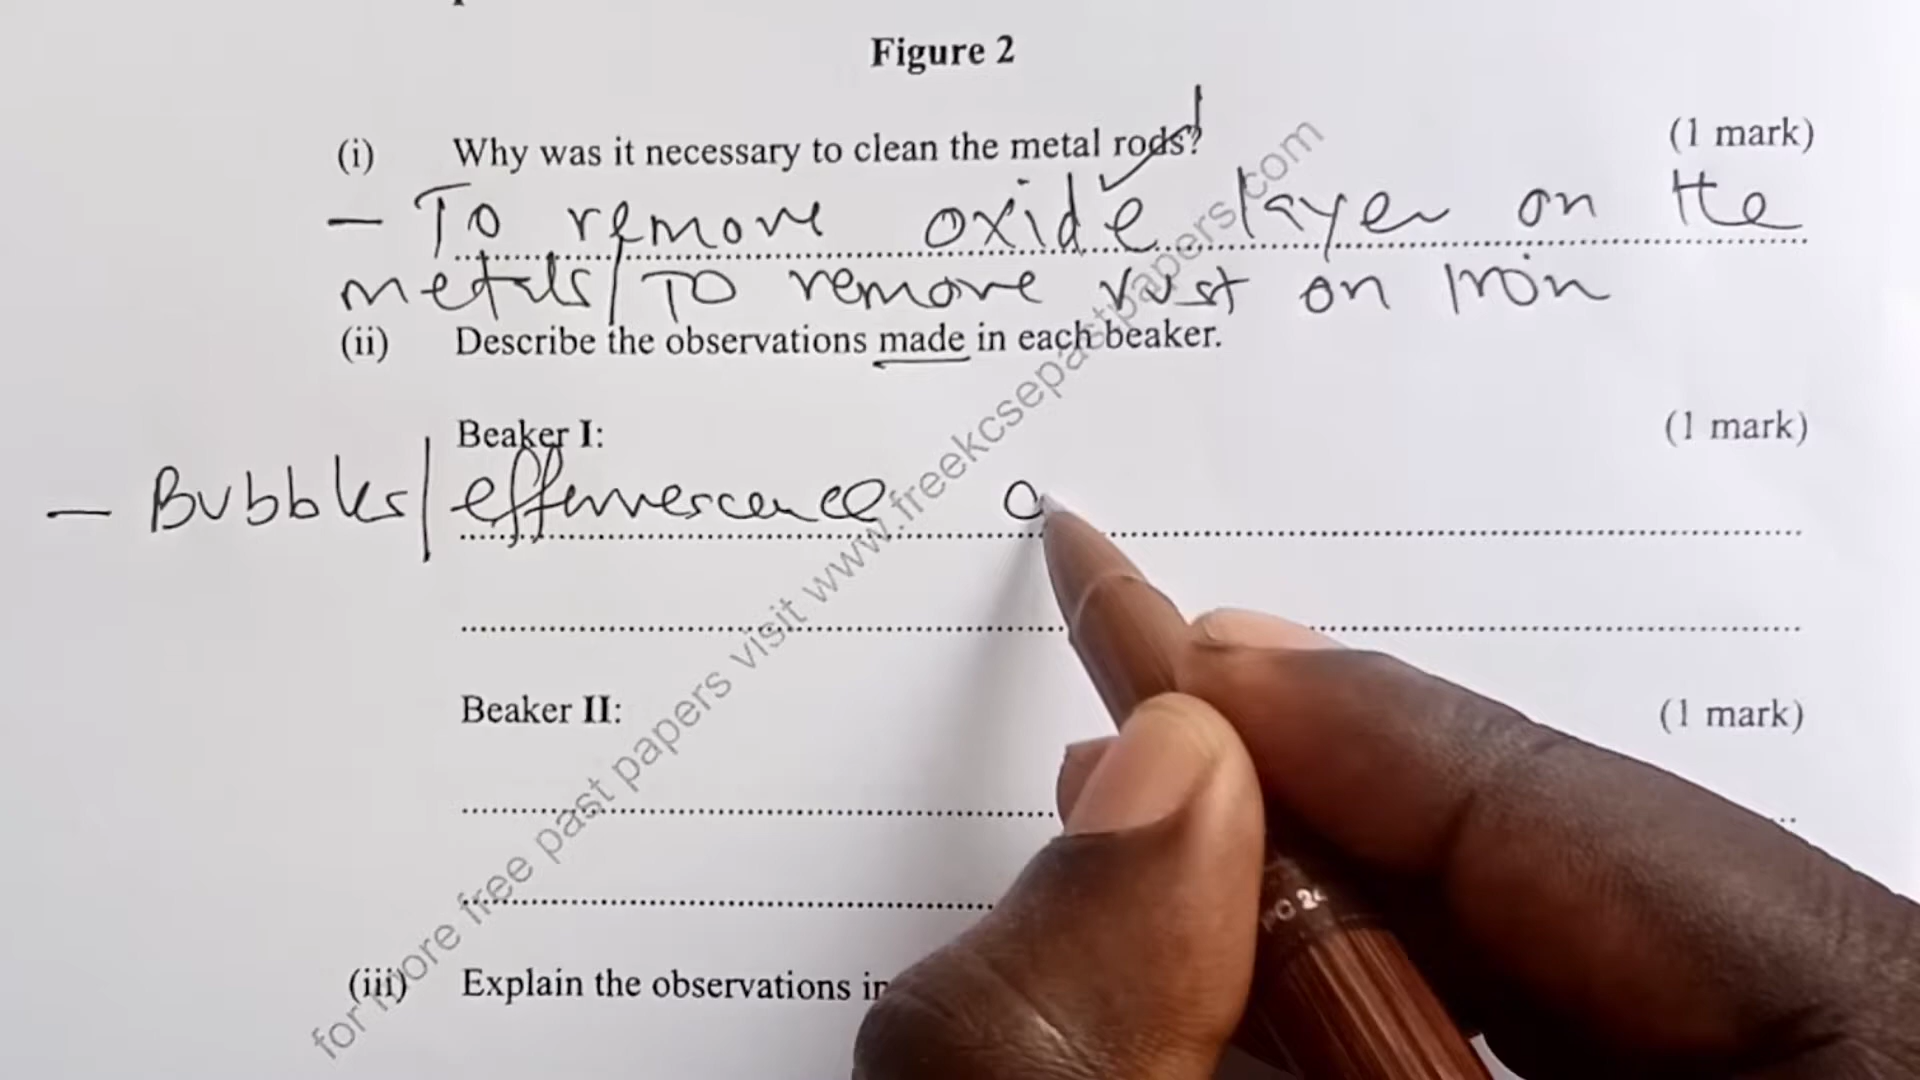 Figure 2
(i) Why was it necessary to clean the metal rods? (1 mark)
- To remove oxide layer on the
metals/To remove rust on Iron
(ii) Describe the observations made in each beaker.
Beaker I: (1 mark)
- Bubbles/effervescence o
Beaker II: (1 mark)
(iii) Explain the observations in
for more free past papers visit www.freekcsepastpapers.com